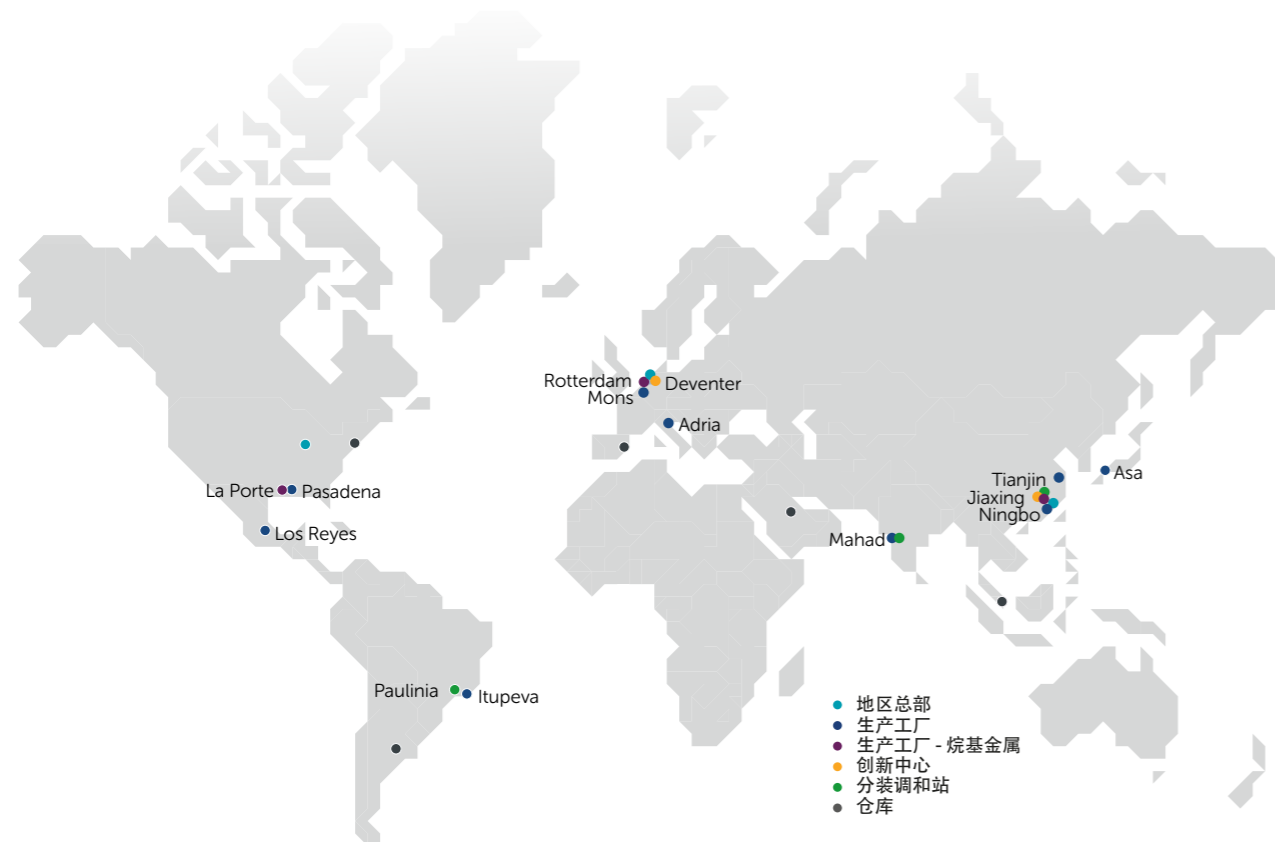 Rotterdam
Deventer
Mons
Adria
La Porte
Pasadena
Los Reyes
Tianjin
Asa
Jiaxing
Ningbo
Mahad
Paulinia
Itupeva
地区总部
生产工厂
生产工厂 - 烷基金属
创新中心
分装调和站
仓库